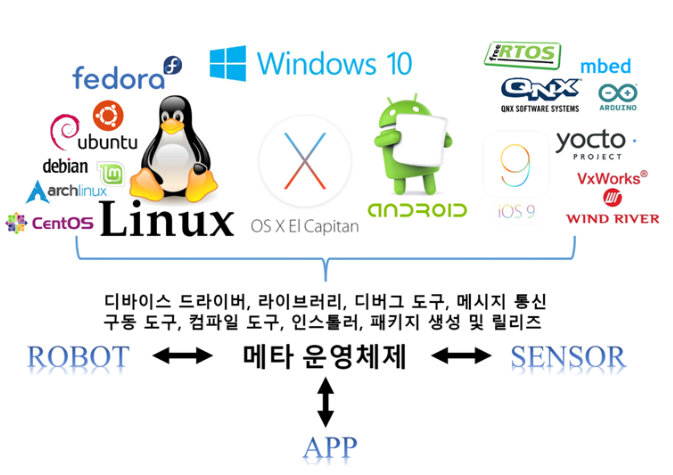 fedora
Windows 10
free RTOS
mbed
QNX
QNX SOFTWARE SYSTEMS
ARDUINO
ubuntu
debian
archlinux
CentOS
Linux
OS X El Capitan
ANDROID
9
iOS 9
yocto
PROJECT
VxWorks®
WIND RIVER
디바이스 드라이버, 라이브러리, 디버그 도구, 메시지 통신
구동 도구, 컴파일 도구, 인스톨러, 패키지 생성 및 릴리즈
ROBOT 메타 운영체제 SENSOR
APP